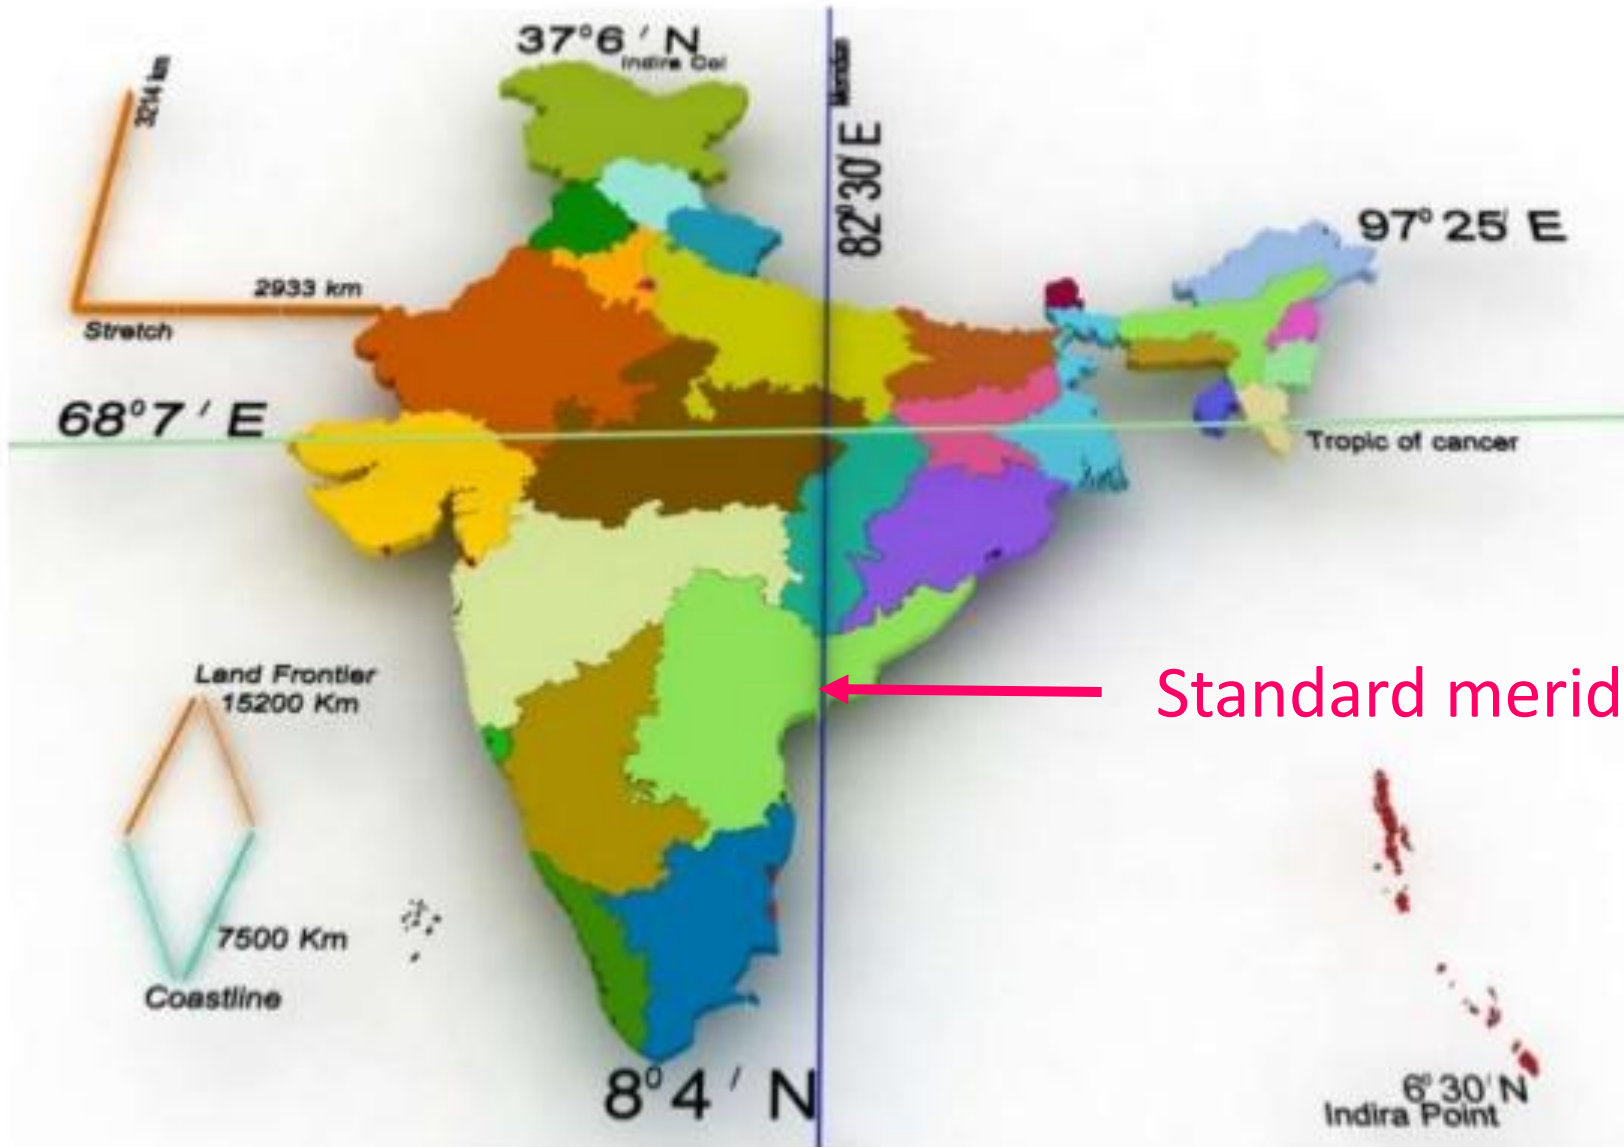 37°6′ N
Indira Col
3214 km
Meridian
82°30′ E
97° 25′ E
2933 km
Stretch
68°7′ E
Tropic of cancer
Land Frontier
15200 Km
Standard merid
7500 Km
Coastline
8°4′ N
6°30′ N
Indira Point